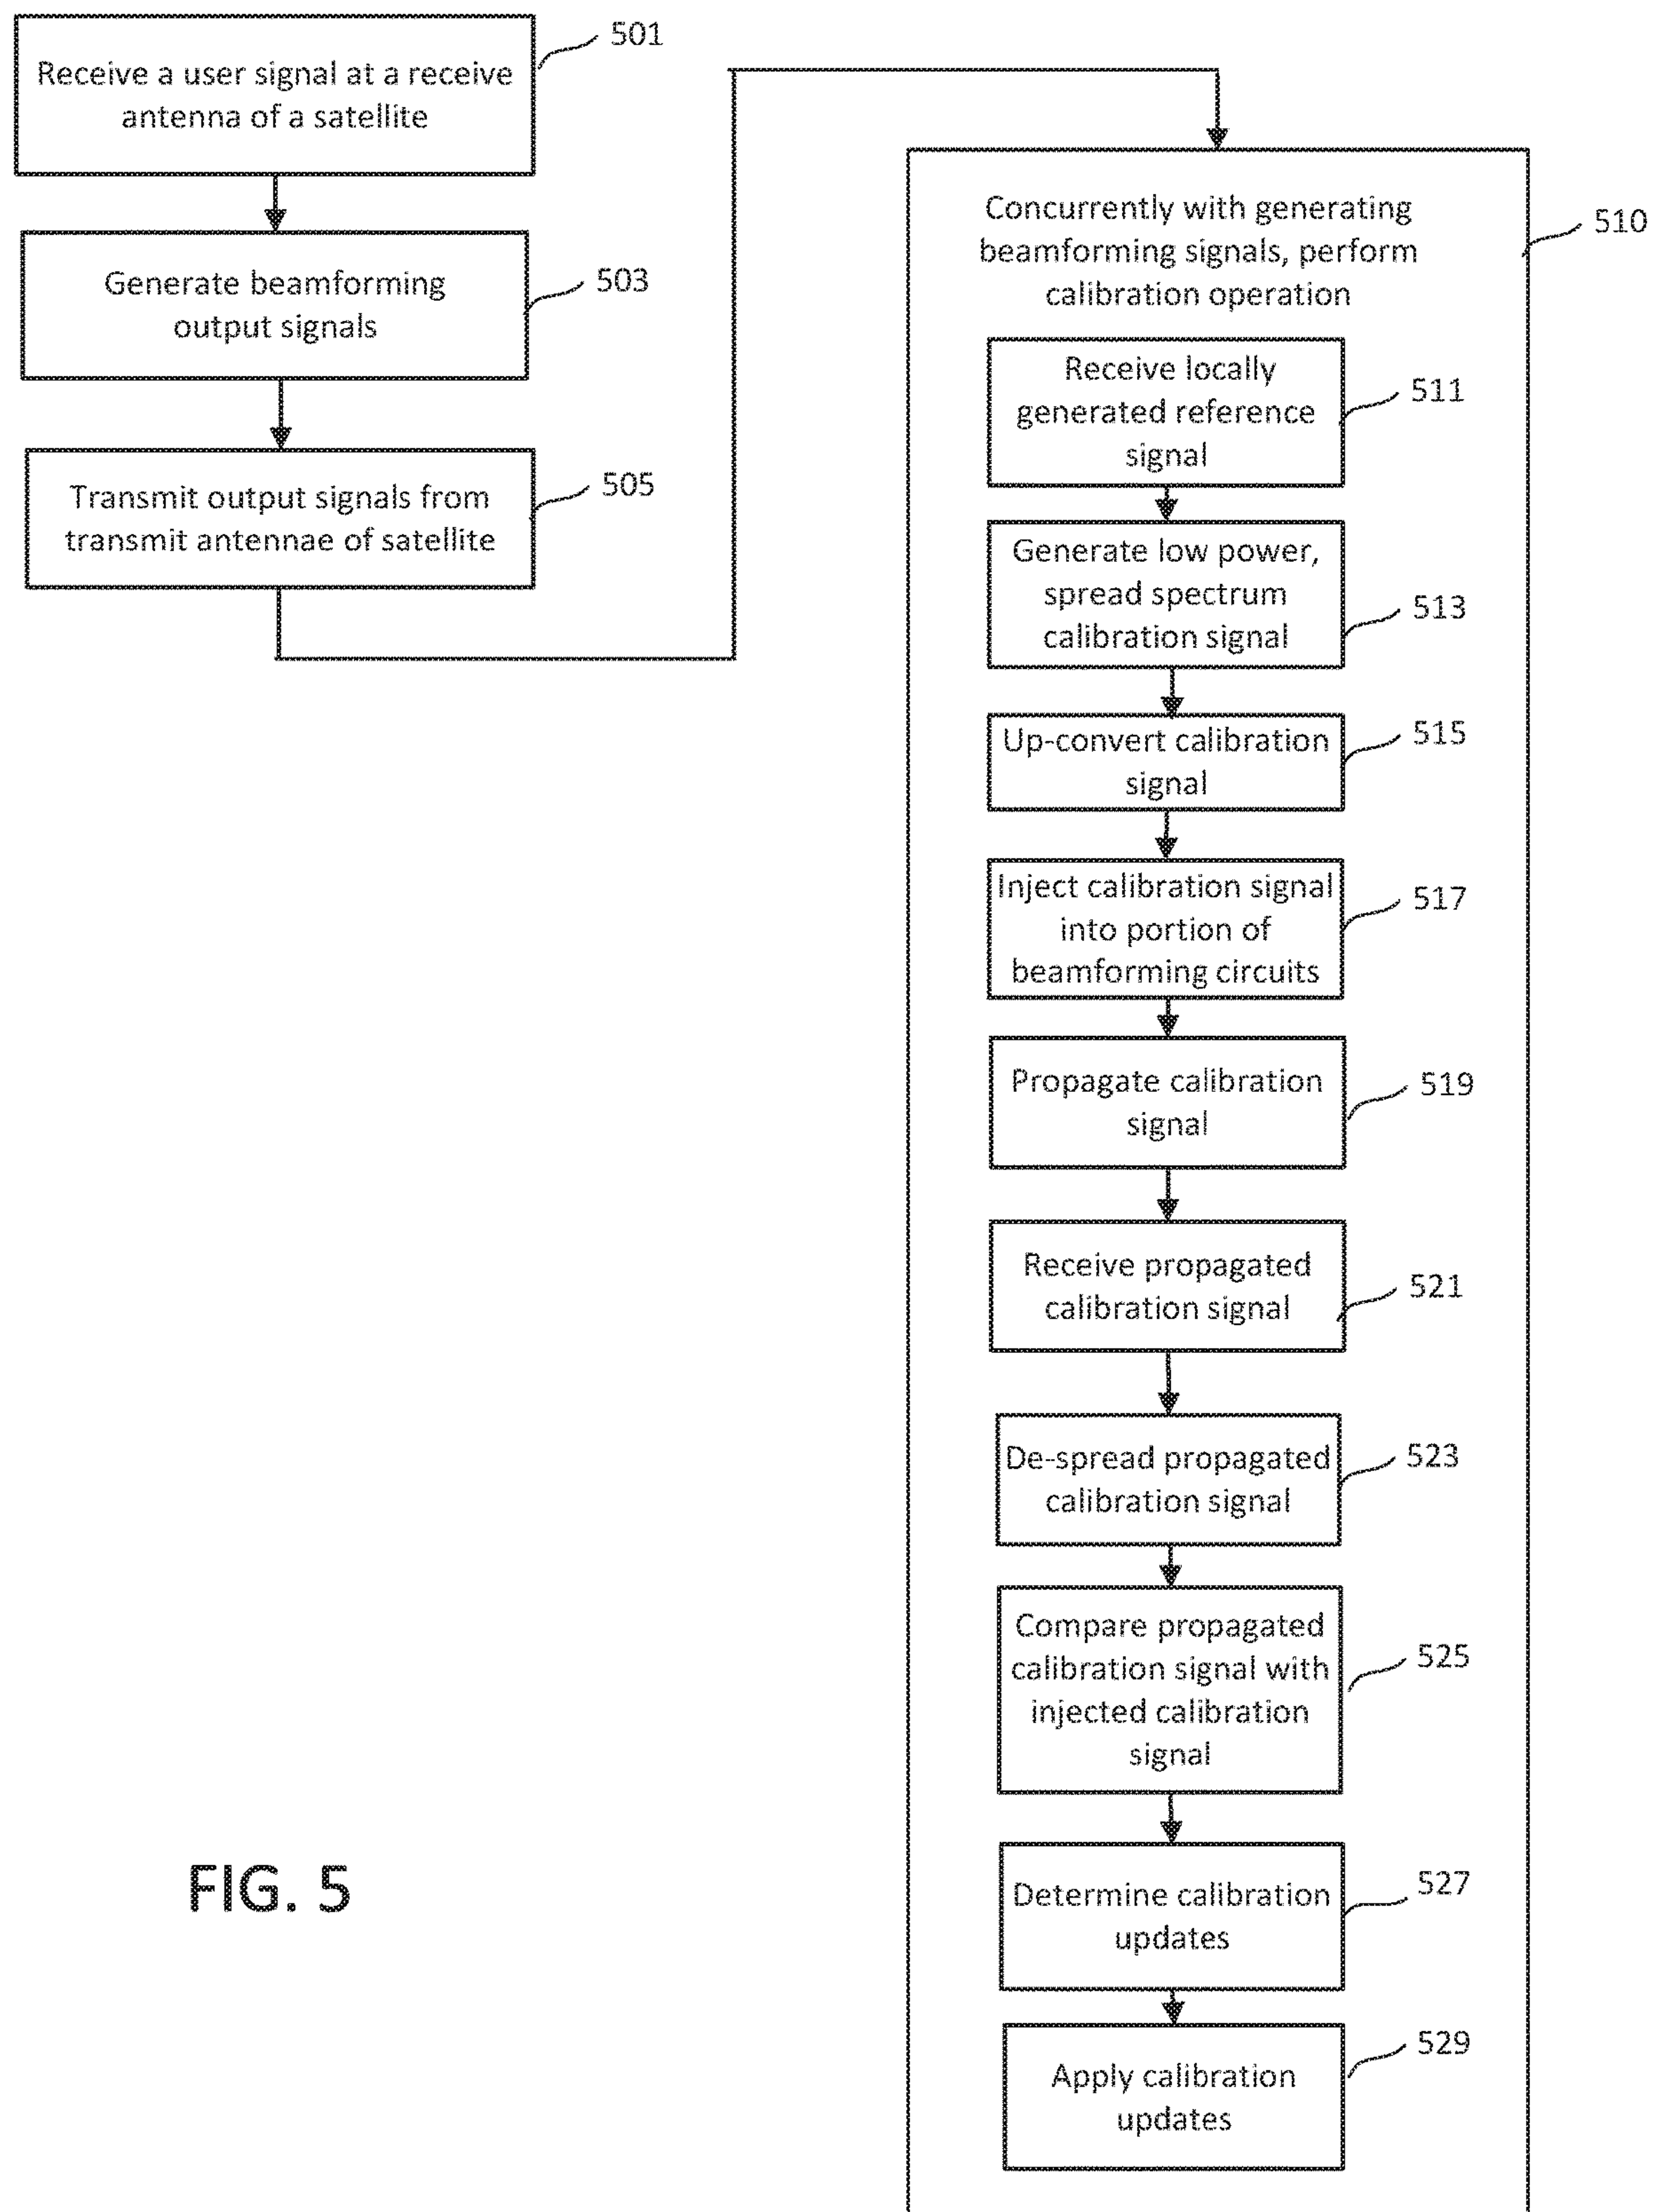 Receive a user signal at a receive
antenna of a satellite
501
Generate beamforming
output signals
503
Transmit output signals from
transmit antennae of satellite
505
Concurrently with generating
beamforming signals, perform
calibration operation
510
Receive locally
generated reference
signal
511
Generate low power,
spread spectrum
calibration signal
513
Up-convert calibration
signal
515
Inject calibration signal
into portion of
beamforming circuits
517
Propagate calibration
signal
519
Receive propagated
calibration signal
521
De-spread propagated
calibration signal
523
Compare propagated
calibration signal with
injected calibration
signal
525
Determine calibration
updates
527
Apply calibration
updates
529
FIG. 5